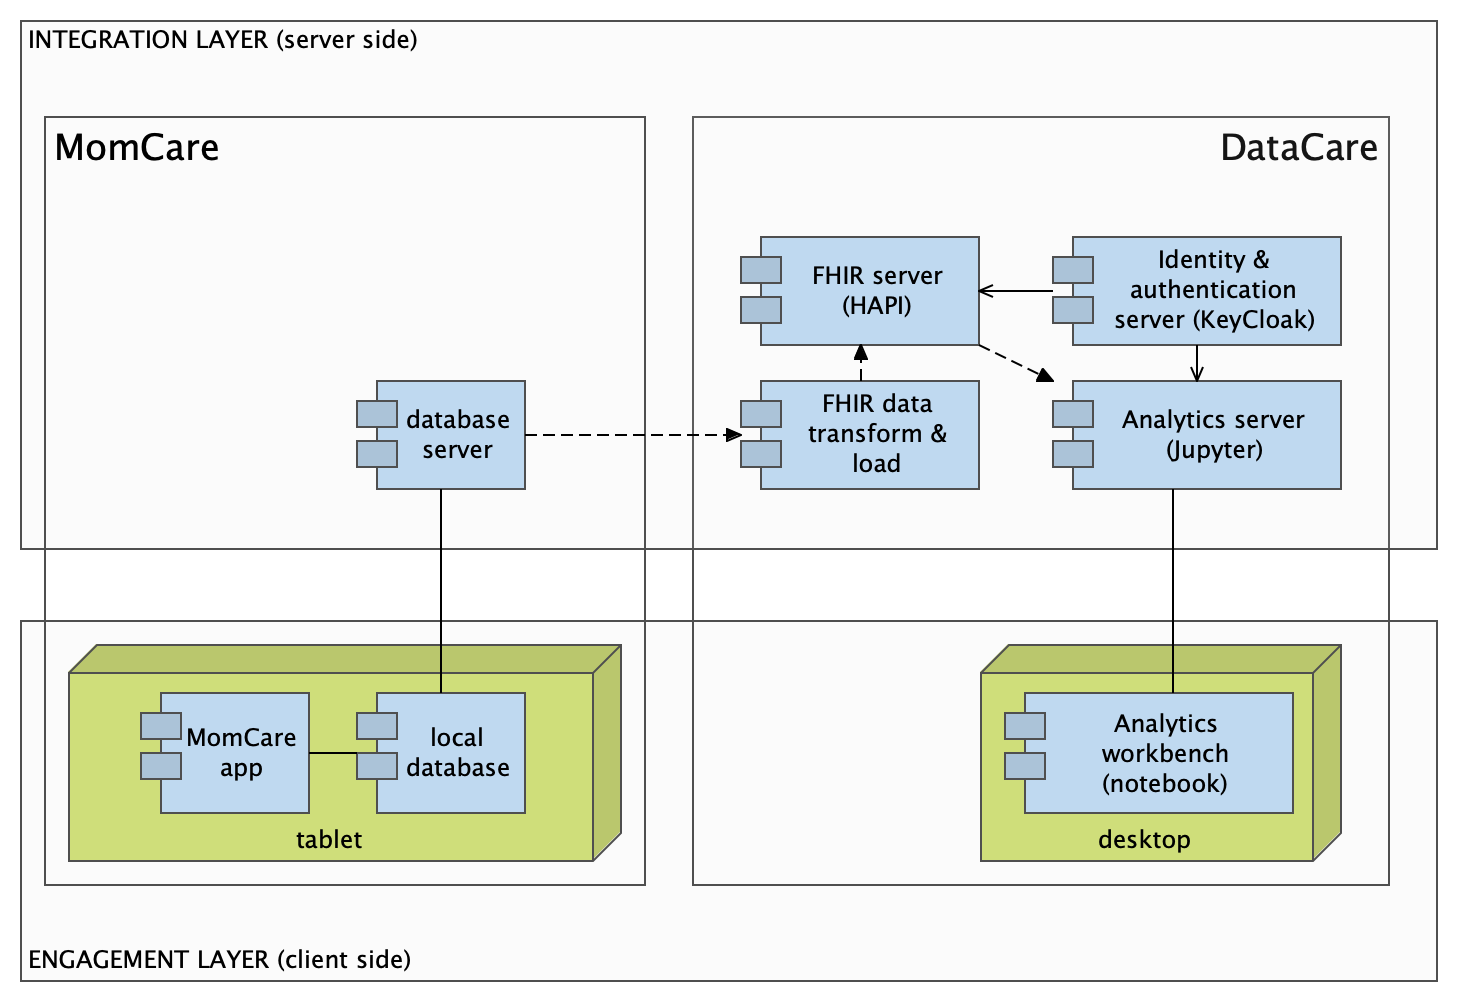 INTEGRATION LAYER (server side)
MomCare
DataCare
FHIR server
(HAPI)
Identity &
authentication
server (KeyCloak)
database
server
FHIR data
transform &
load
Analytics server
(Jupyter)
MomCare
app
local
database
tablet
Analytics
workbench
(notebook)
desktop
ENGAGEMENT LAYER (client side)